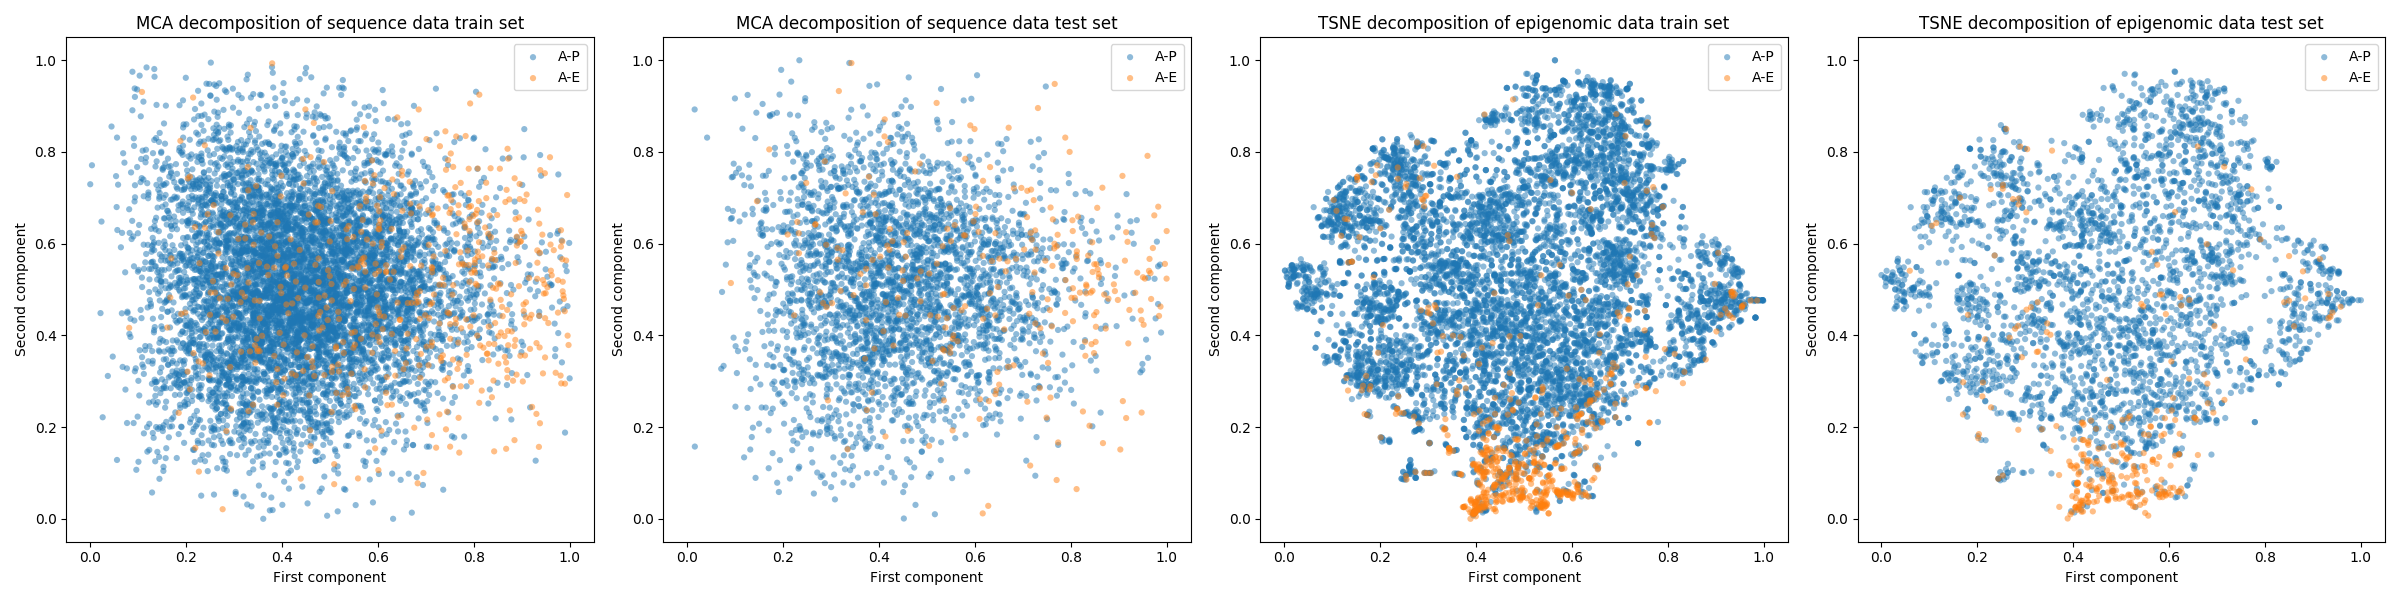 MCA decomposition of sequence data train set
A-P
A-E
1.0
0.8
0.6
0.4
0.2
0.0
Second component
0.0 0.2 0.4 0.6 0.8 1.0
First component
MCA decomposition of sequence data test set
A-P
A-E
1.0
0.8
0.6
0.4
0.2
0.0
Second component
0.0 0.2 0.4 0.6 0.8 1.0
First component
TSNE decomposition of epigenomic data train set
A-P
A-E
1.0
0.8
0.6
0.4
0.2
0.0
Second component
0.0 0.2 0.4 0.6 0.8 1.0
First component
TSNE decomposition of epigenomic data test set
A-P
A-E
1.0
0.8
0.6
0.4
0.2
0.0
Second component
0.0 0.2 0.4 0.6 0.8 1.0
First component